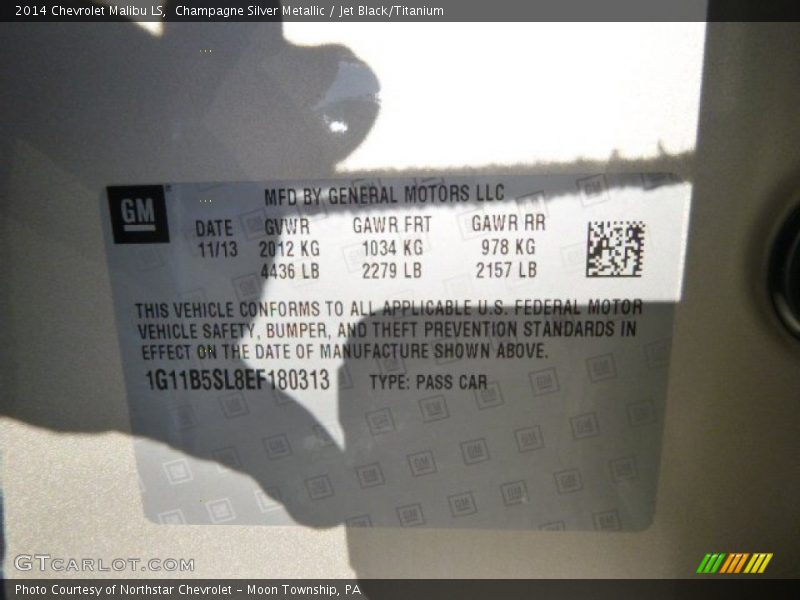 2014 Chevrolet Malibu LS,  Champagne Silver Metallic / Jet Black/Titanium
GM
MFD BY GENERAL MOTORS LLC
DATE GVWR GAWR FRT GAWR RR
11/13 2012 KG 1034 KG 978 KG
4436 LB 2279 LB 2157 LB
THIS VEHICLE CONFORMS TO ALL APPLICABLE U.S. FEDERAL MOTOR
VEHICLE SAFETY, BUMPER, AND THEFT PREVENTION STANDARDS IN
EFFECT ON THE DATE OF MANUFACTURE SHOWN ABOVE.
1G11B5SL8EF180313 TYPE: PASS CAR
GTCARLOT.COM
Photo Courtesy of Northstar Chevrolet - Moon Township, PA